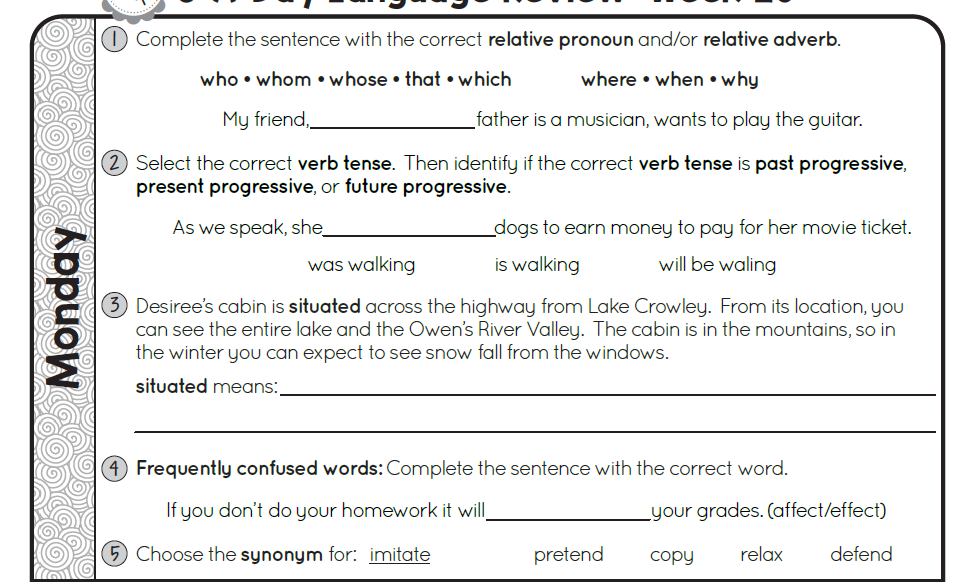 Day Language Review
1 Complete the sentence with the correct relative pronoun and/or relative adverb.
who • whom • whose • that • which where • when • why
My friend,_______________father is a musician, wants to play the guitar.
2 Select the correct verb tense. Then identify if the correct verb tense is past progressive,
present progressive, or future progressive.
As we speak, she_______________dogs to earn money to pay for her movie ticket.
was walking is walking will be waling
3 Desiree's cabin is situated across the highway from Lake Crowley. From its location, you
can see the entire lake and the Owen's River Valley. The cabin is in the mountains, so in
the winter you can expect to see snow fall from the windows.
situated means:_______________
4 Frequently confused words: Complete the sentence with the correct word.
If you don't do your homework it will_______________your grades. (affect/effect)
5 Choose the synonym for: imitate pretend copy relax defend
Monday